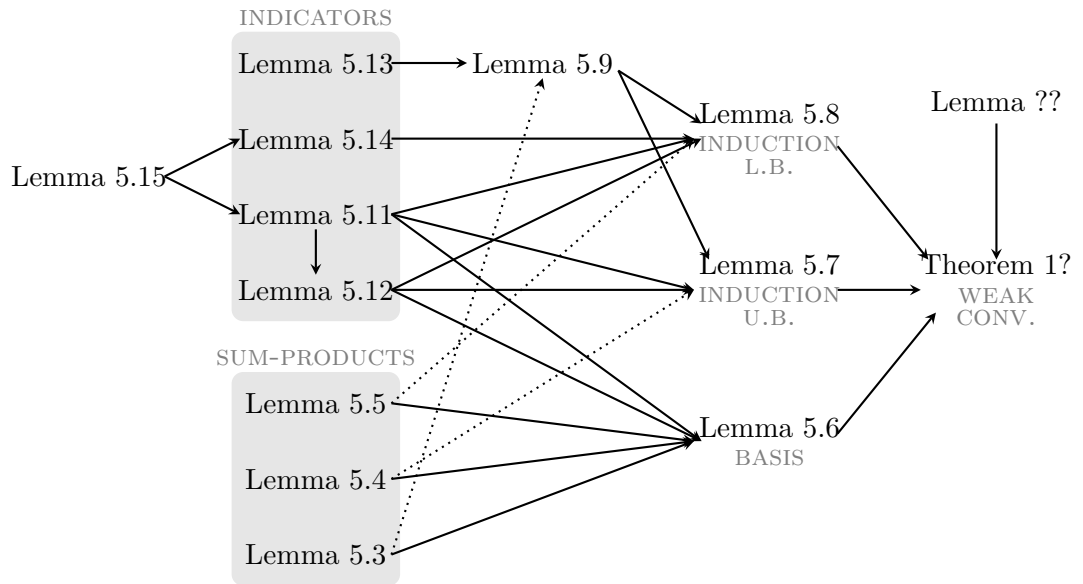 INDICATORS
Lemma 5.13
Lemma 5.9
Lemma 5.14
Lemma 5.8
INDUCTION
L.B.
Lemma ??
Lemma 5.15
Lemma 5.11
Lemma 5.12
Lemma 5.7
INDUCTION
U.B.
Theorem 1?
WEAK
CONV.
SUM-PRODUCTS
Lemma 5.5
Lemma 5.4
Lemma 5.3
Lemma 5.6
BASIS